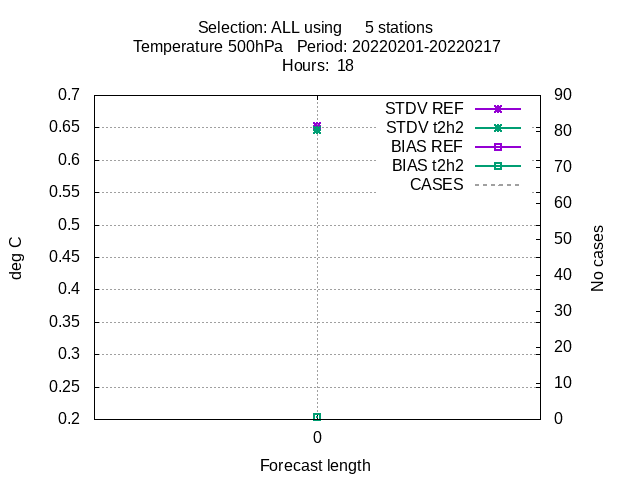 Selection: ALL using 5 stations
Temperature 500hPa Period: 20220201-20220217
Hours: 18
0.7
0.65
0.6
0.55
0.5
0.45
0.4
0.35
0.3
0.25
0.2
deg C
STDV REF
STDV t2h2
BIAS REF
BIAS t2h2
CASES
90
80
70
60
50
40
30
20
10
0
No cases
0
Forecast length